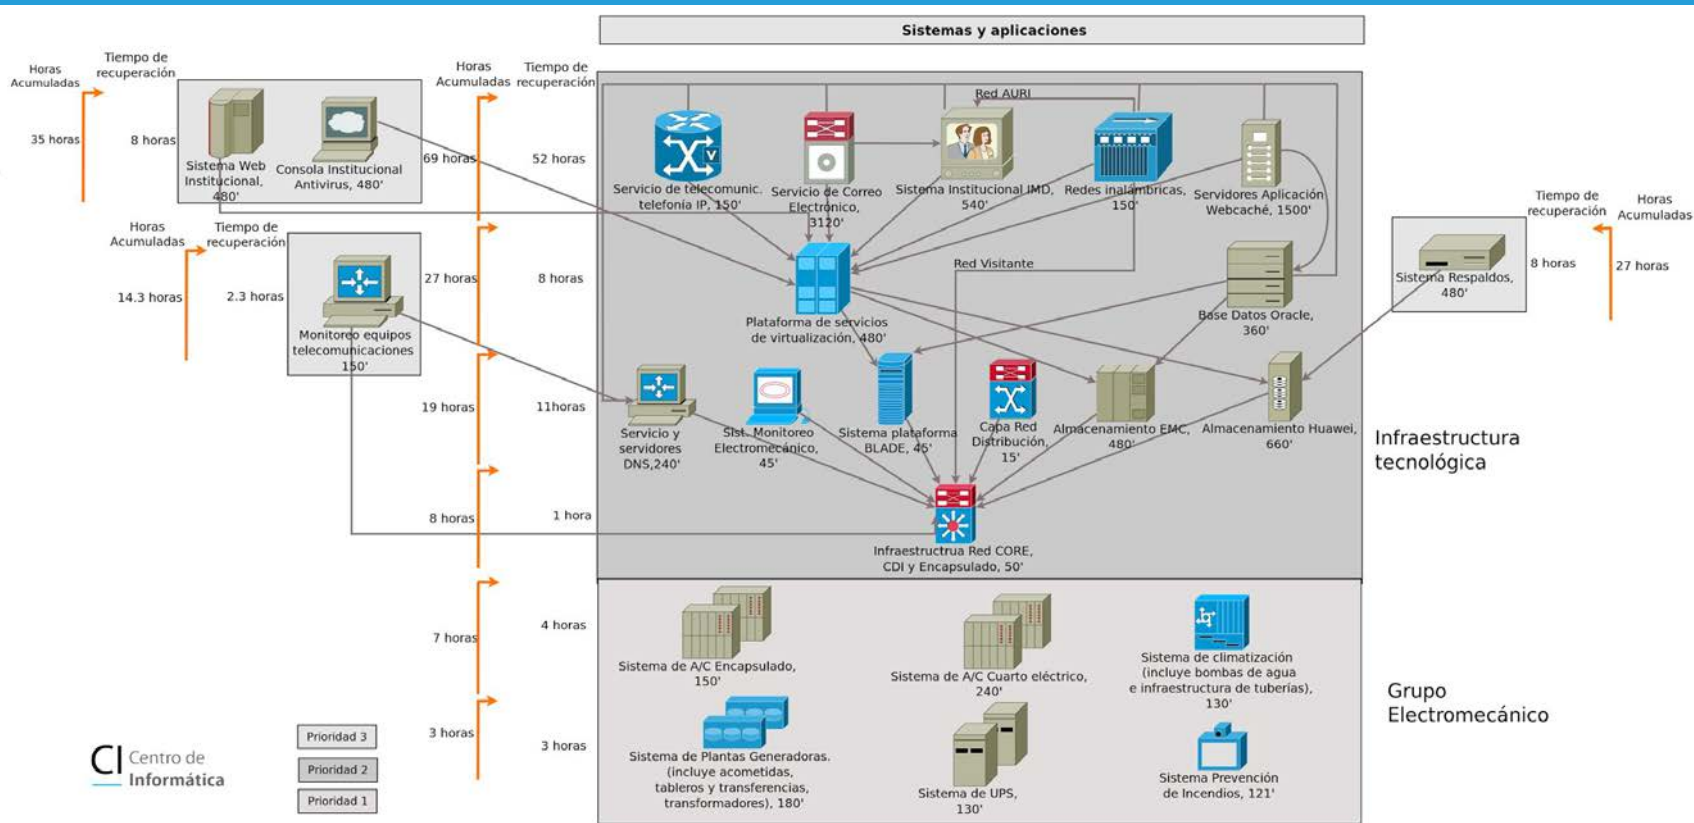 Sistemas y aplicaciones
Horas
Acumuladas
Tiempo de
recuperación
35 horas
8 horas
Sistema Web
Institucional,
480'
Consola Institucional
Antivirus, 480'
Horas
Acumuladas
Tiempo de
recuperación
69 horas
52 horas
Red AURI
Servicio de telecomunic.
telefonía IP, 150'
Servicio de Correo
Electrónico,
3120'
Sistema Institucional IMD,
540'
Redes inalámbricas,
150'
Servidores Aplicación
Webcaché, 1500'
Tiempo de
recuperación
Horas
Acumuladas
Horas
Acumuladas
Tiempo de
recuperación
14.3 horas
2.3 horas
Monitoreo equipos
telecomunicaciones
150'
27 horas
8 horas
Plataforma de servicios
de virtualización, 480'
Red Visitante
Base Datos Oracle,
360'
Sistema Respaldos,
480'
8 horas
27 horas
19 horas
11horas
Servicio y
servidores
DNS,240'
Sist. Monitoreo
Electromecánico,
45'
Sistema plataforma
BLADE, 45'
Capa Red
Distribución,
15'
Almacenamiento EMC,
480'
Almacenamiento Huawei,
660'
Infraestructura
tecnológica
8 horas
1 hora
Infraestructrua Red CORE,
CDI y Encapsulado, 50'
7 horas
4 horas
Sistema de A/C Encapsulado,
150'
Sistema de A/C Cuarto eléctrico,
240'
Sistema de climatización
(incluye bombas de agua
e infraestructura de tuberías),
130'
Grupo
Electromecánico
3 horas
3 horas
Sistema de Plantas Generadoras.
(incluye acometidas,
tableros y transferencias,
transformadores), 180'
Sistema de UPS,
130'
Sistema Prevención
de Incendios, 121'
Prioridad 3
Prioridad 2
Prioridad 1
CI Centro de
Informática